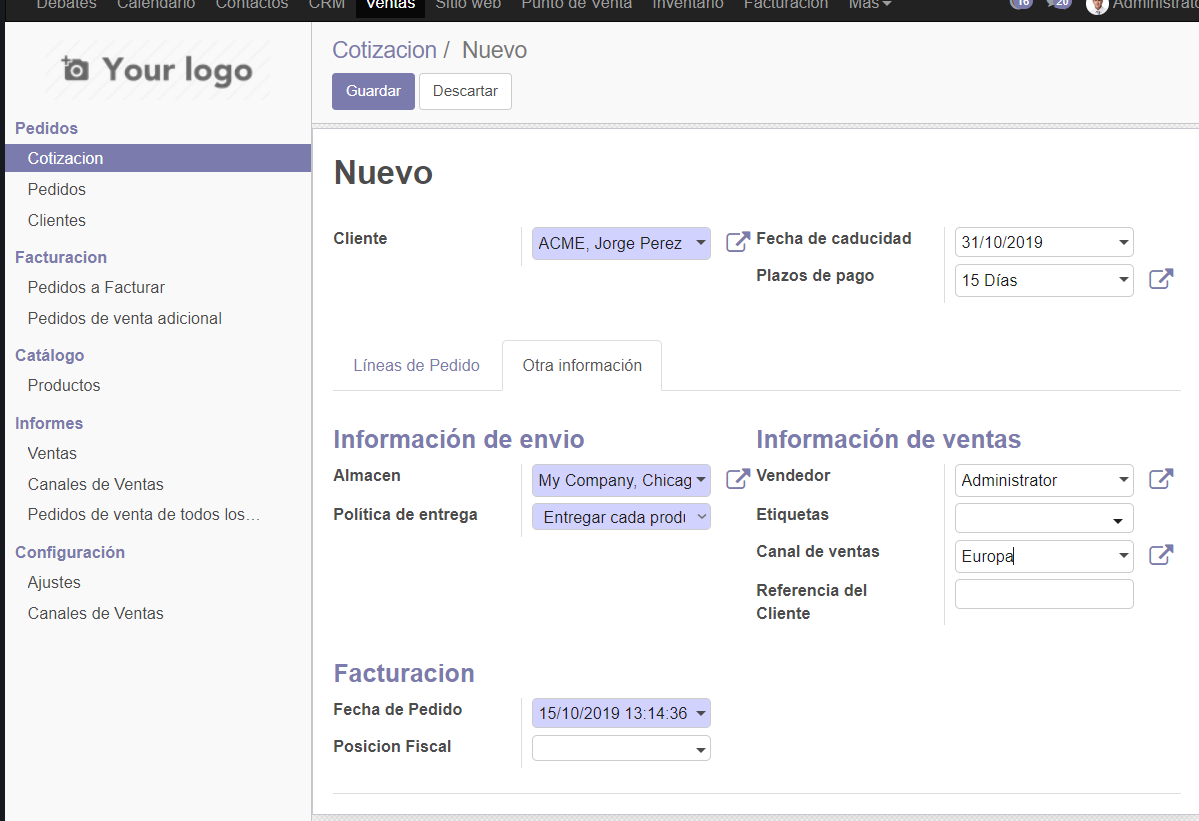 Debates Calendario Contactos CRM Ventas Sitio web Punto de Venta Inventario Facturación Más 16 20 Administrato
Your logo
Cotizacion / Nuevo
Guardar Descartar
Pedidos
Cotizacion
Pedidos
Clientes
Facturacion
Pedidos a Facturar
Pedidos de venta adicional
Catálogo
Productos
Informes
Ventas
Canales de Ventas
Pedidos de venta de todos los…
Configuración
Ajustes
Canales de Ventas
Nuevo
Cliente ACME, Jorge Perez
Fecha de caducidad 31/10/2019
Plazos de pago 15 Días
Líneas de Pedido Otra información
Información de envio
Almacen My Company, Chicag
Política de entrega Entregar cada produ
Información de ventas
Vendedor Administrator
Etiquetas
Canal de ventas Europa
Referencia del
Cliente
Facturacion
Fecha de Pedido 15/10/2019 13:14:36
Posicion Fiscal